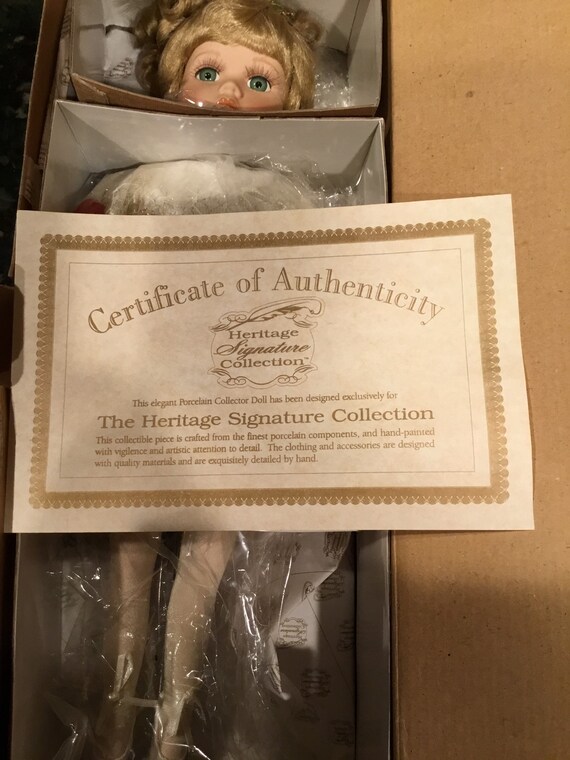 Certificate of Authenticity
Heritage
Signature
Collection™
This elegant Porcelain Collector Doll has been designed exclusively for
The Heritage Signature Collection
This collectible piece is crafted from the finest porcelain components, and hand-painted
with vigilence and artistic attention to detail. The clothing and accessories are designed
with quality materials and are exquisitely detailed by hand.